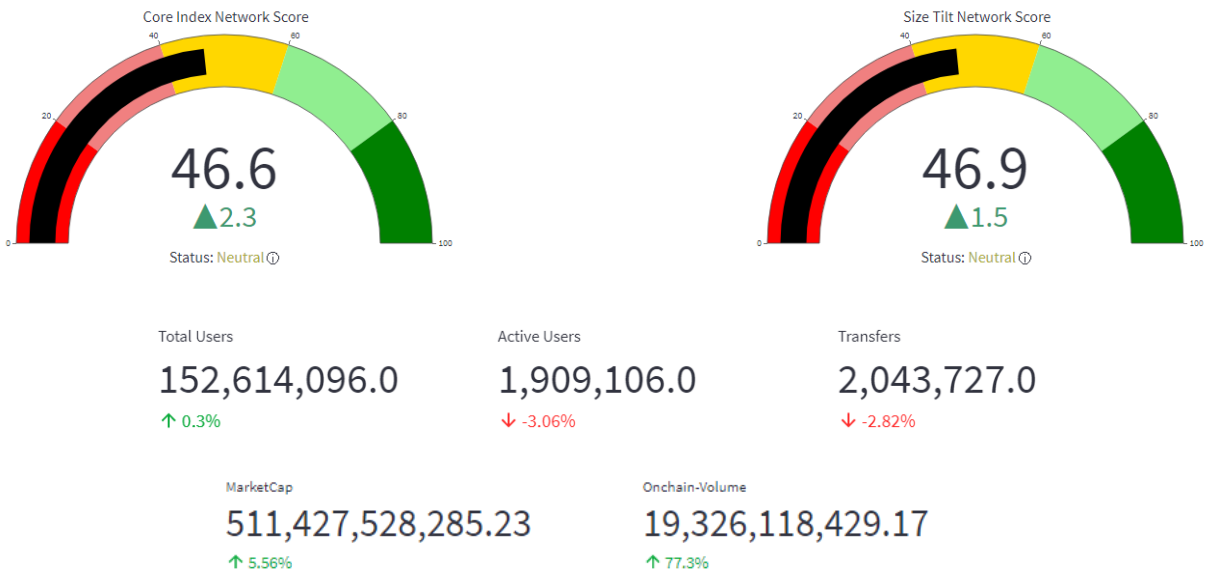 Core Index Network Score
Size Tilt Network Score
40
60
40
60
20
80
20
80
46.6
46.9
▲2.3
▲1.5
0
100
0
100
Status: Neutral ⓘ
Status: Neutral ⓘ
Total Users
Active Users
Transfers
152,614,096.0
1,909,106.0
2,043,727.0
↑ 0.3%
↓ -3.06%
↓ -2.82%
MarketCap
Onchain-Volume
511,427,528,285.23
19,326,118,429.17
↑ 5.56%
↑ 77.3%